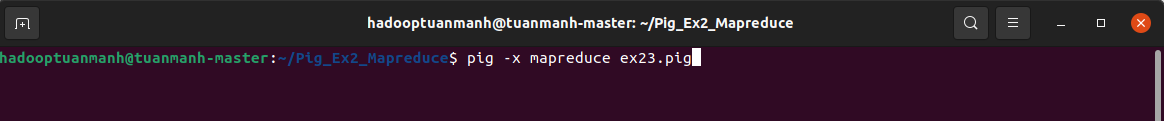 hadooptuanmanh@tuanmanh-master: ~/Pig_Ex2_Mapreduce
hadooptuanmanh@tuanmanh-master:~/Pig_Ex2_Mapreduce$ pig -x mapreduce ex23.pig